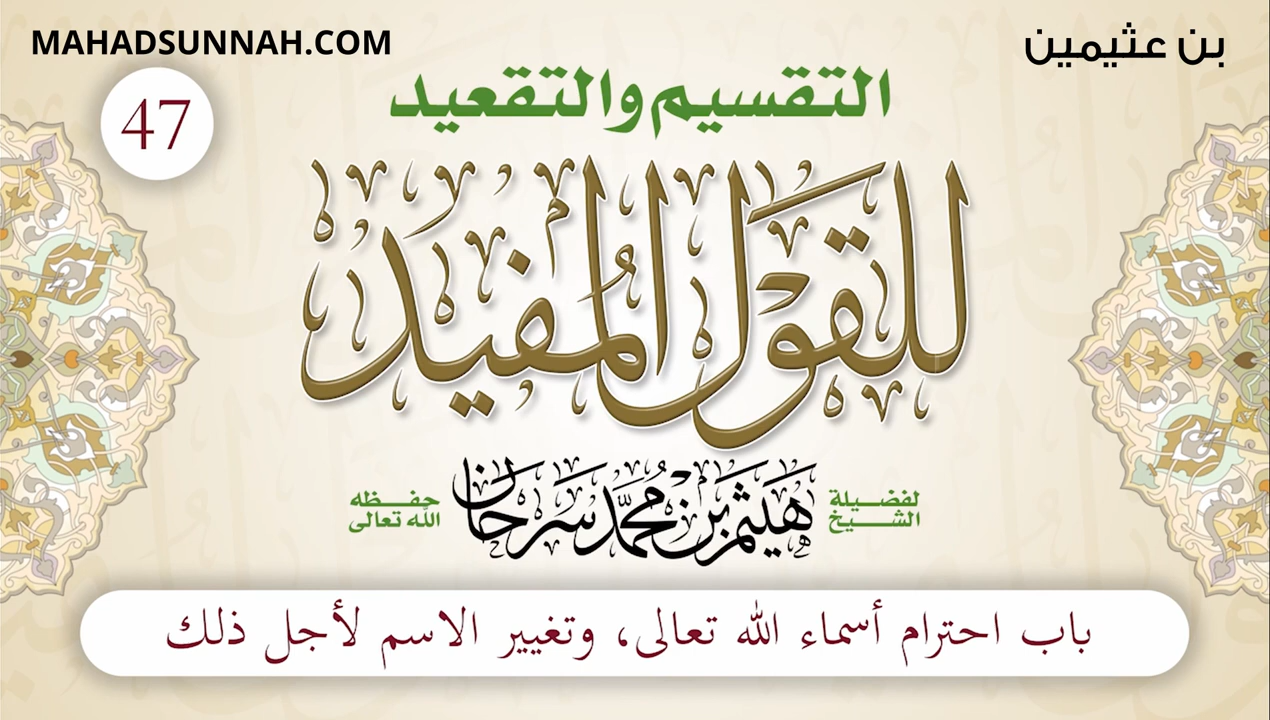 MAHADSUNNAH.COM
بن عثيمين
47
التقسيم والتقعيد
للقول المفيد
لفضيلة الشيخ
هيثم بن محمد سرحان
حفظه الله تعالى
باب احترام أسماء الله تعالى، وتغيير الاسم لأجل ذلك